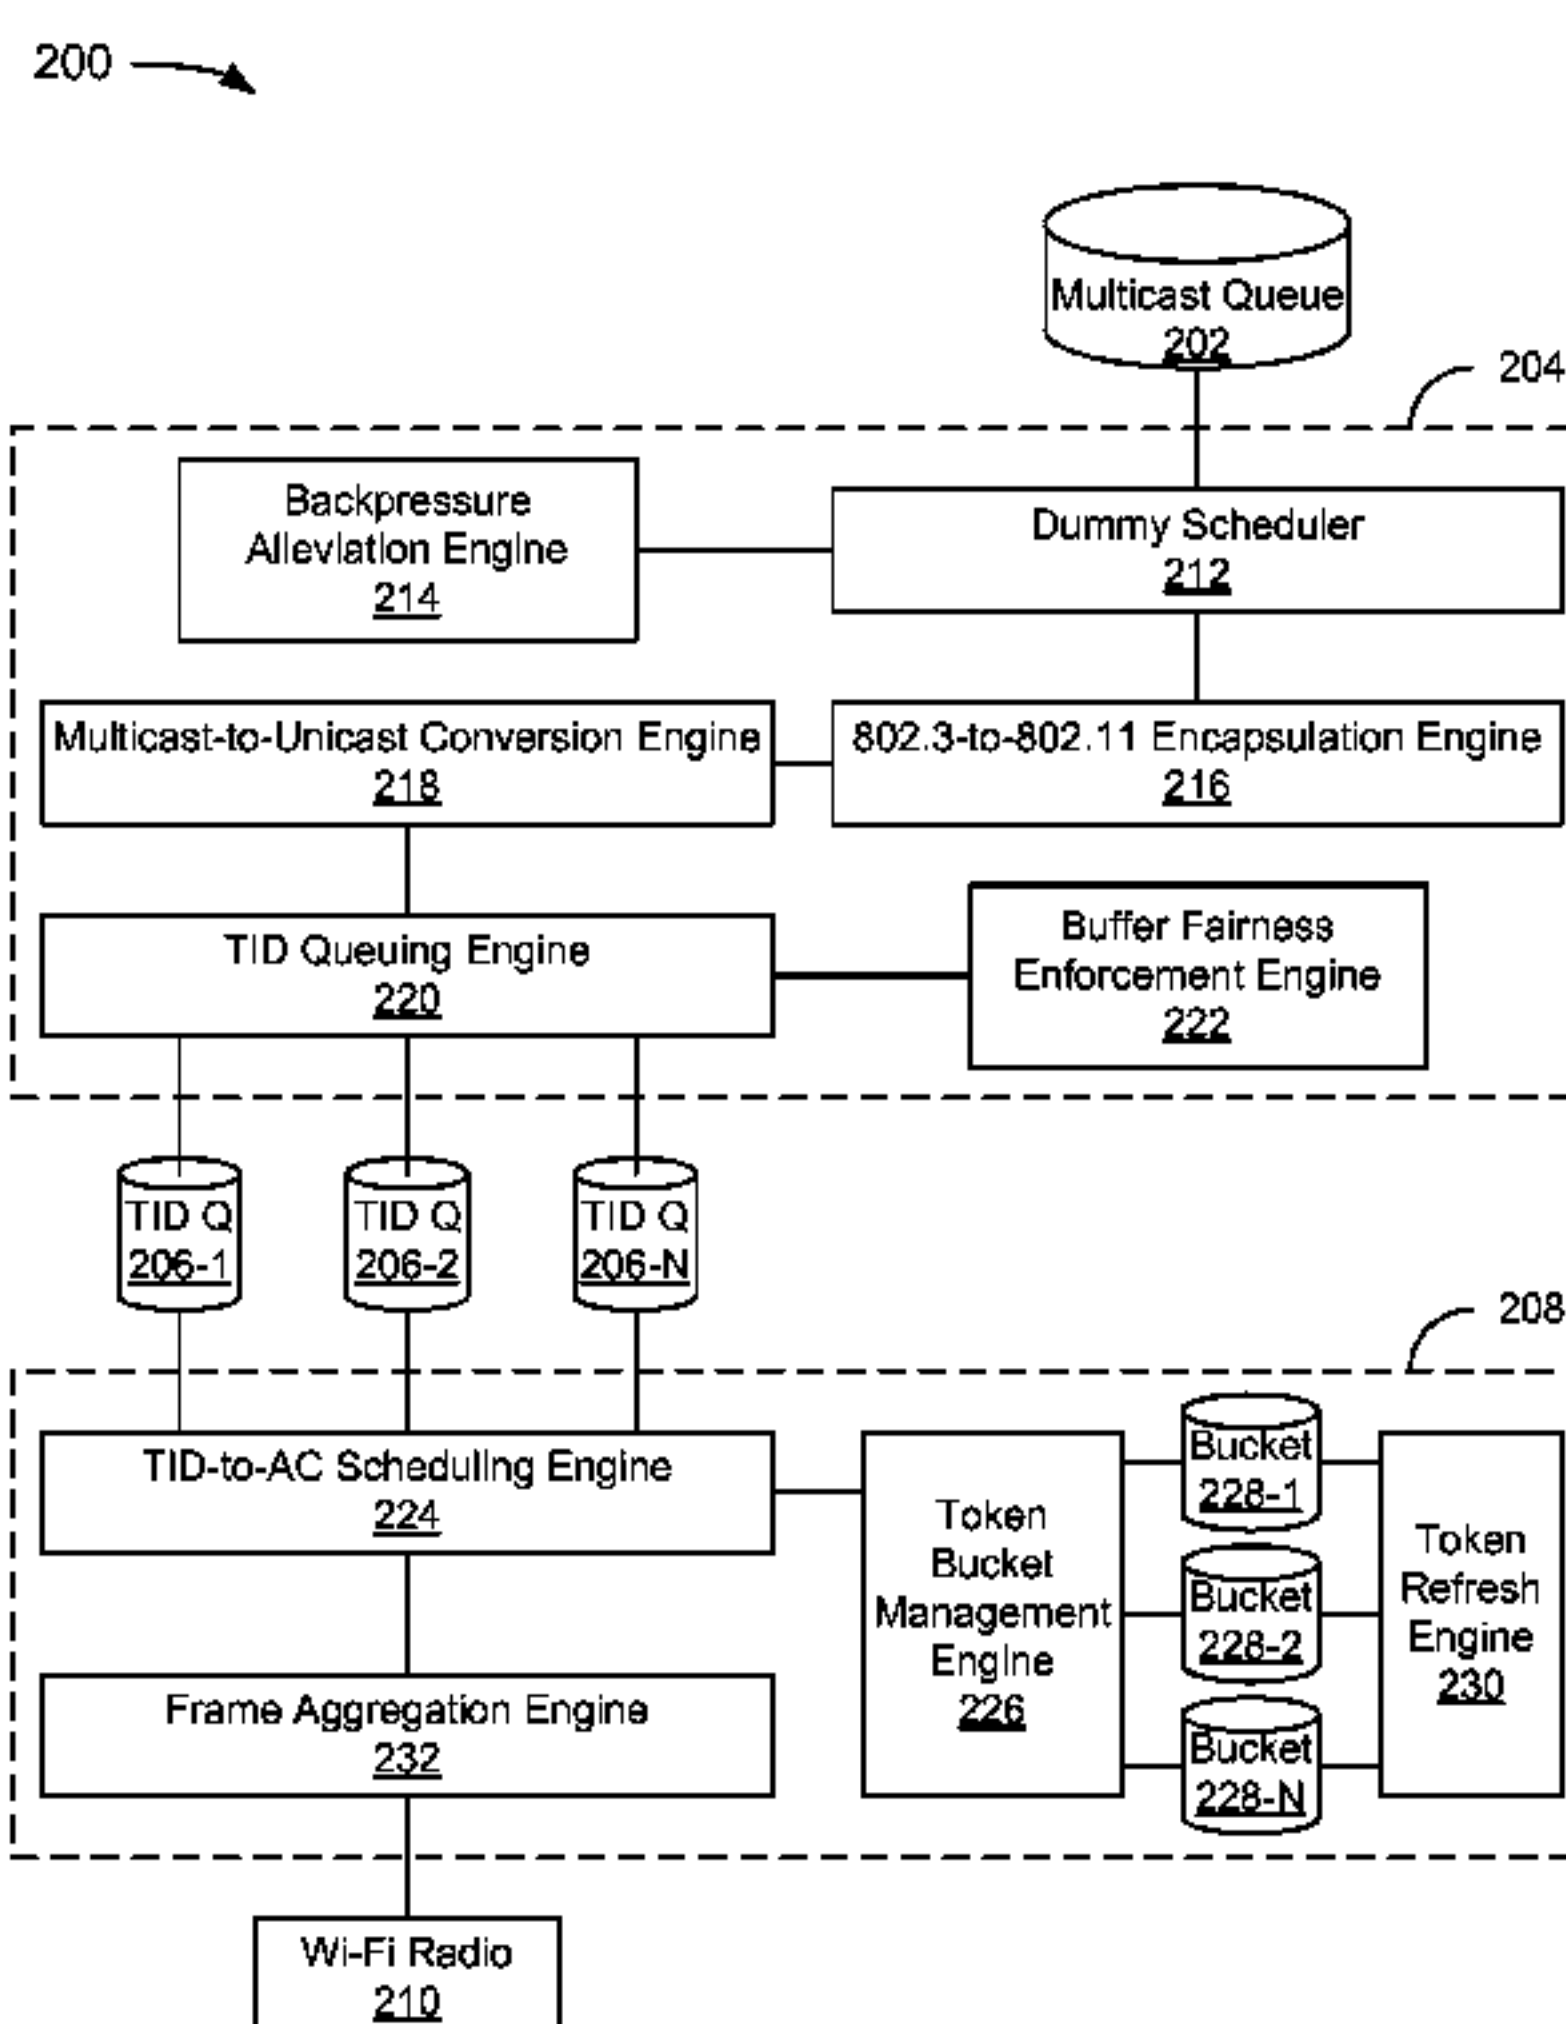 200
Multicast Queue
202
204
Backpressure
Alleviation Engine
214
Dummy Scheduler
212
Multicast-to-Unicast Conversion Engine
218
802.3-to-802.11 Encapsulation Engine
216
TID Queuing Engine
220
Buffer Fairness
Enforcement Engine
222
TID Q
206-1
TID Q
206-2
TID Q
206-N
208
TID-to-AC Scheduling Engine
224
Token
Bucket
Management
Engine
226
Bucket
228-1
Bucket
228-2
Bucket
228-N
Token
Refresh
Engine
230
Frame Aggregation Engine
232
Wi-Fi Radio
210